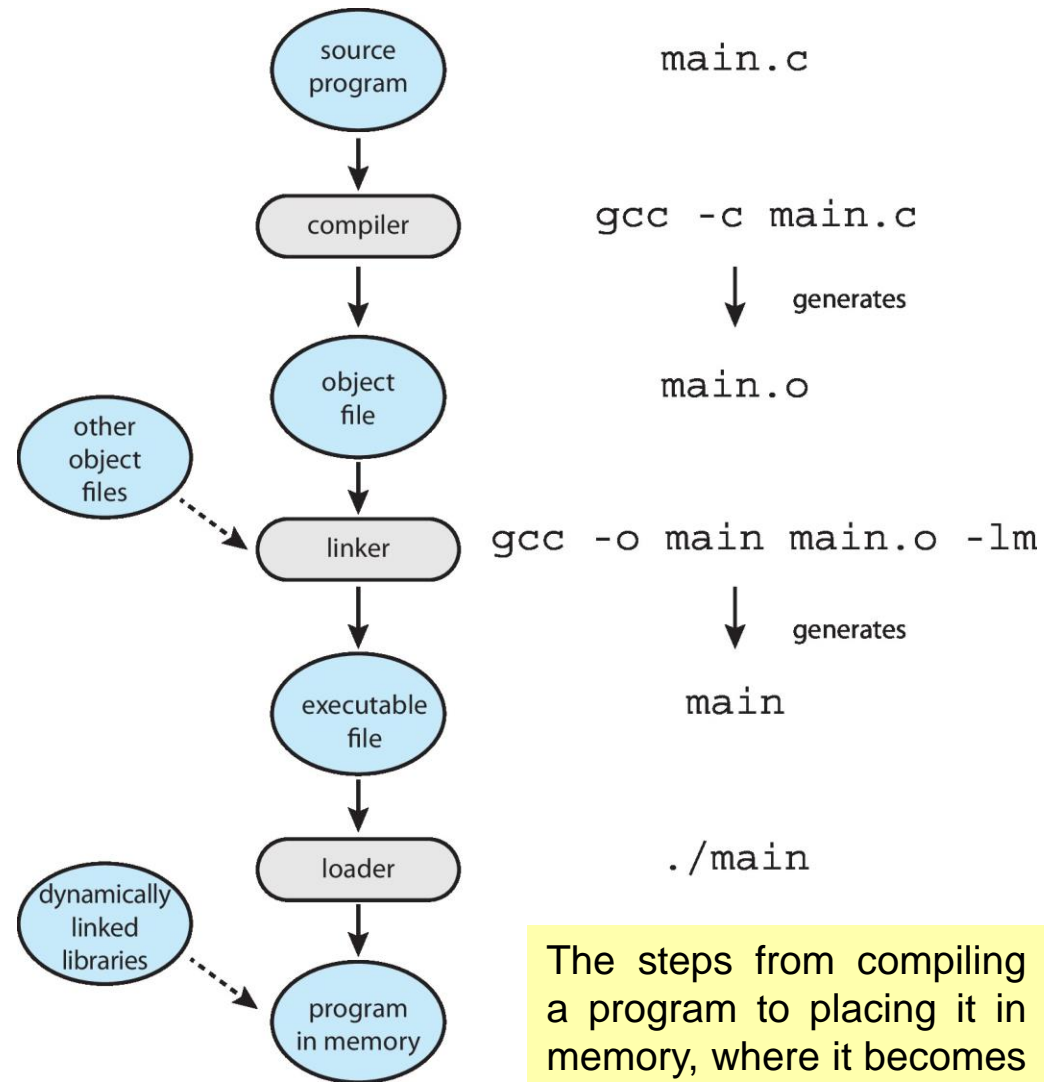 source
program
main.c
compiler
gcc -c main.c
generates
object
file
main.o
other
object
files
linker
gcc -o main main.o -lm
generates
executable
file
main
loader
./main
dynamically
linked
libraries
program
in memory
The steps from compiling
a program to placing it in
memory, where it becomes